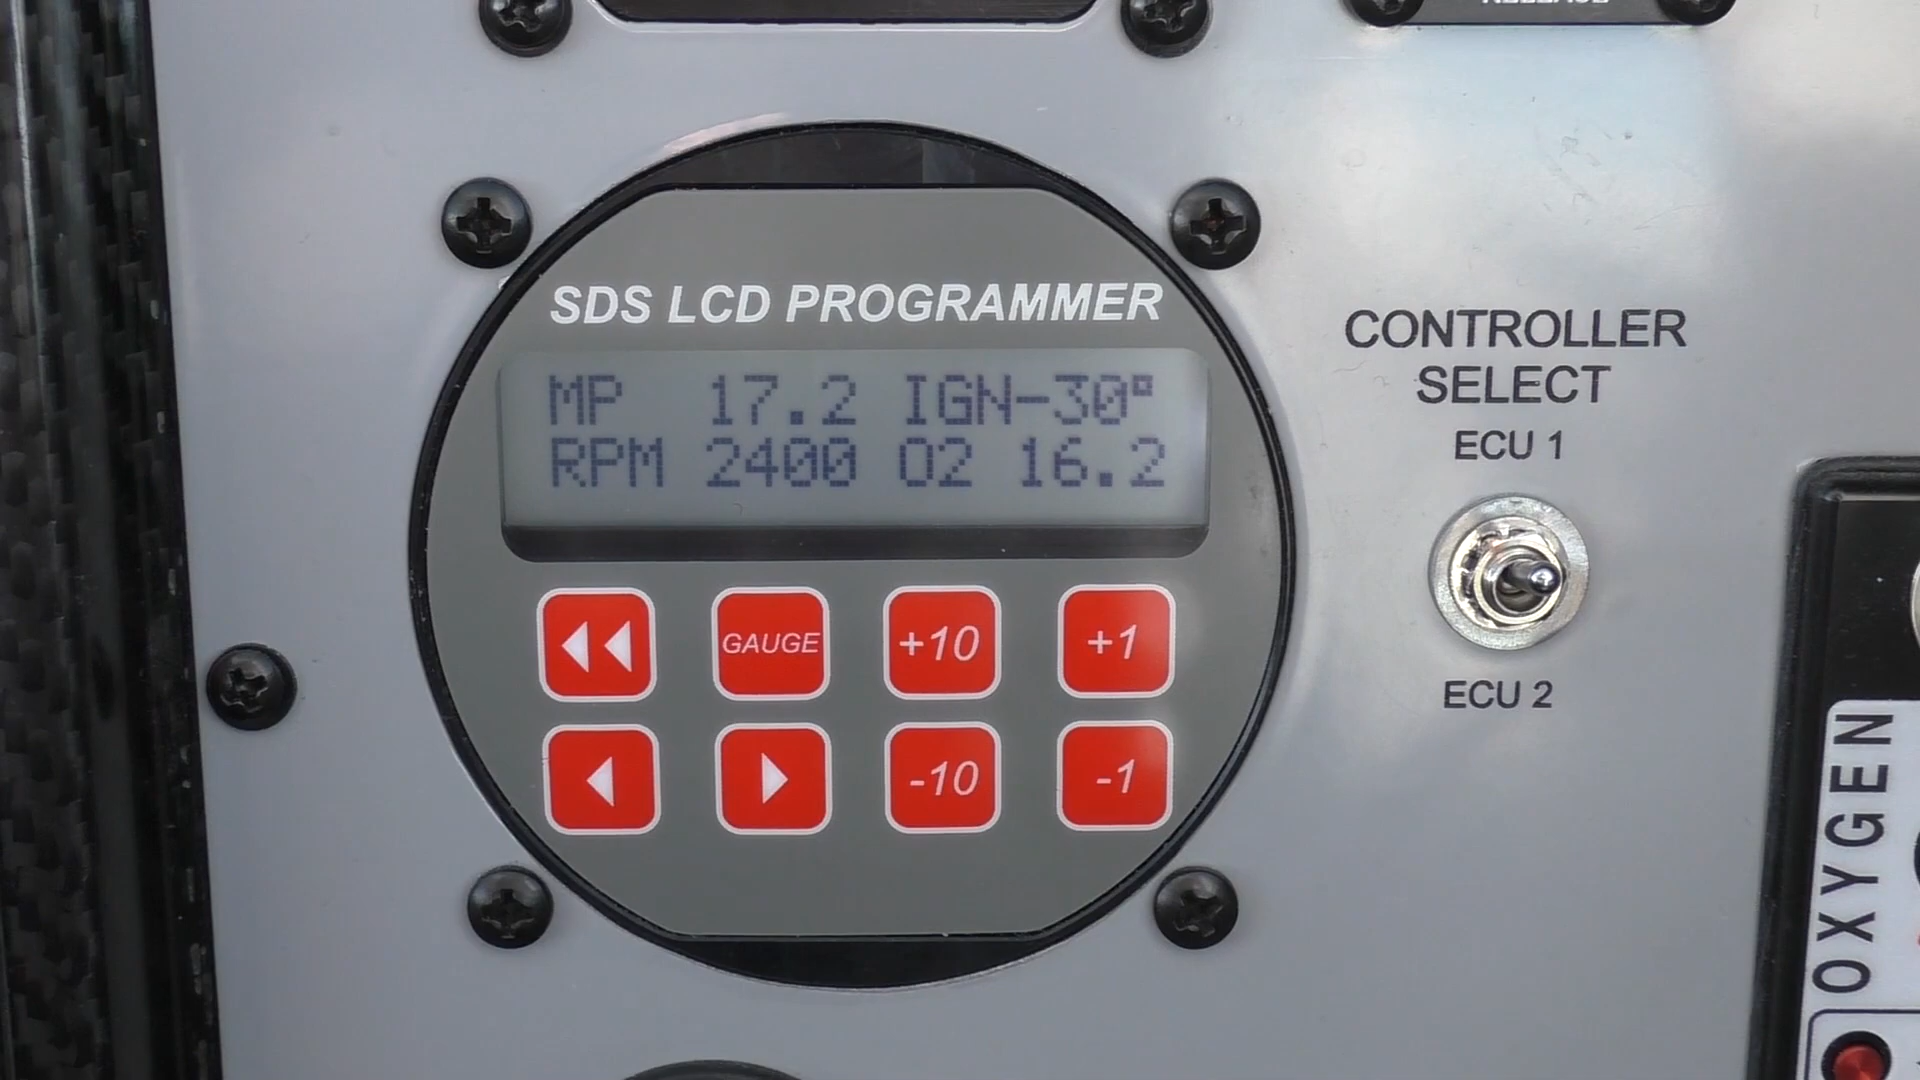 RELEASE
SDS LCD PROGRAMMER
MP 17.2 IGN-30°
RPM 2400 O2 16.2
GAUGE +10 +1
-10 -1
CONTROLLER
SELECT
ECU 1
ECU 2
OXYGEN